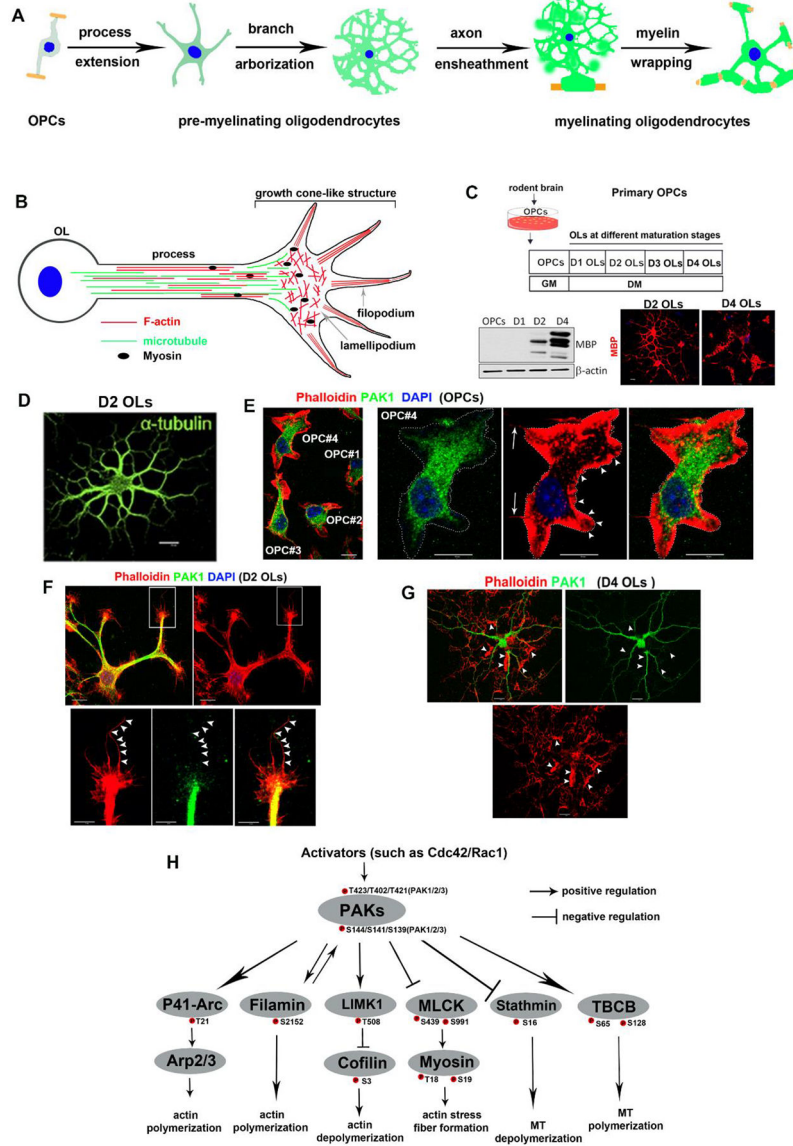 A
process
extension
branch
arborization
axon
ensheathment
myelin
wrapping
OPCs
pre-myelinating oligodendrocytes
myelinating oligodendrocytes
B
growth cone-like structure
OL
process
F-actin
microtubule
Myosin
filopodium
lamellipodium
C
rodent brain
Primary OPCs
OPCs
OLs at different maturation stages
OPCs D1 OLs D2 OLs D3 OLs D4 OLs
GM DM
OPCs D1 D2 D4
MBP
β-actin
D2 OLs D4 OLs
MBP
D
D2 OLs
α-tubulin
E
Phalloidin PAK1 DAPI (OPCs)
OPC#4
OPC#1
OPC#2
OPC#3
OPC#4
F
Phalloidin PAK1 DAPI (D2 OLs)
G
Phalloidin PAK1 (D4 OLs )
H
Activators (such as Cdc42/Rac1)
T423/T402/T421(PAK1/2/3)
PAKs
S144/S141/S139(PAK1/2/3)
positive regulation
negative regulation
P41-Arc Filamin LIMK1 MLCK Stathmin TBCB
T21 S2152 T508 S439 S991 S16 S65 S128
Arp2/3 Cofilin Myosin
S3 T18 S19
actin
polymerization
actin
polymerization
actin
depolymerization
actin stress
fiber formation
MT
depolymerization
MT
polymerization